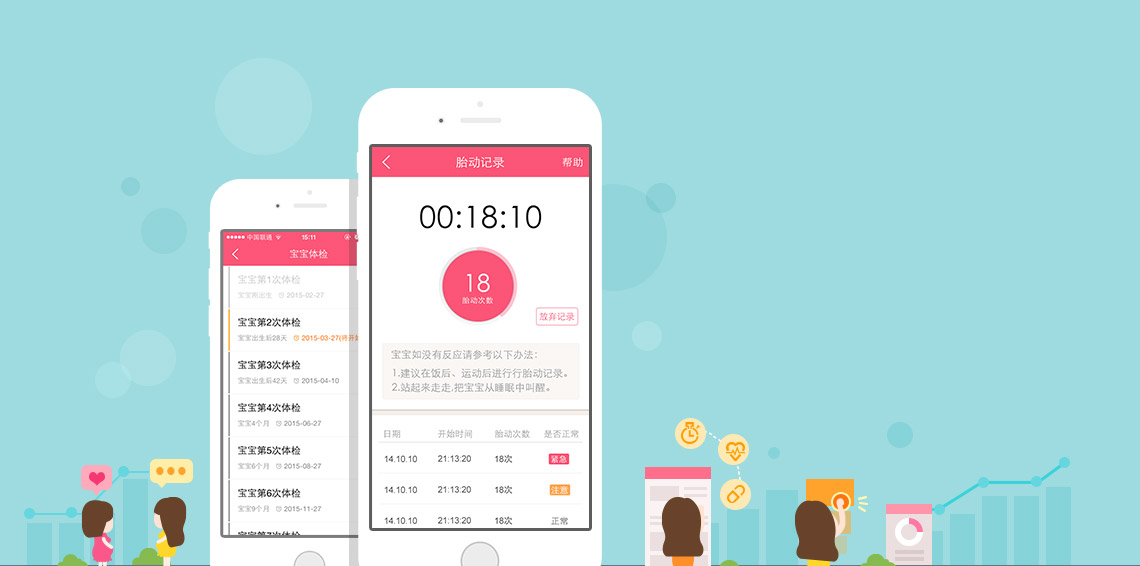 胎动记录
帮助
00:18:10
18
胎动次数
放弃记录
宝宝如没有反应请参考以下办法:
1.建议在饭后、运动后进行行胎动记录。
2.站起来走走,把宝宝从睡眠中叫醒。
日期 开始时间 胎动次数 是否正常
14.10.10 21:13:20 18次 紧急
14.10.10 21:13:20 18次 注意
14.10.10 21:13:20 18次 正常
中国联通 15:11
宝宝体检
宝宝第1次体检
宝宝刚出生 2015-02-27
宝宝第2次体检
宝宝出生后28天 2015-03-27(待开始
宝宝第3次体检
宝宝出生后42天 2015-04-10
宝宝第4次体检
宝宝4个月 2015-06-27
宝宝第5次体检
宝宝6个月 2015-08-27
宝宝第6次体检
宝宝9个月 2015-11-27
宝宝第7次体检